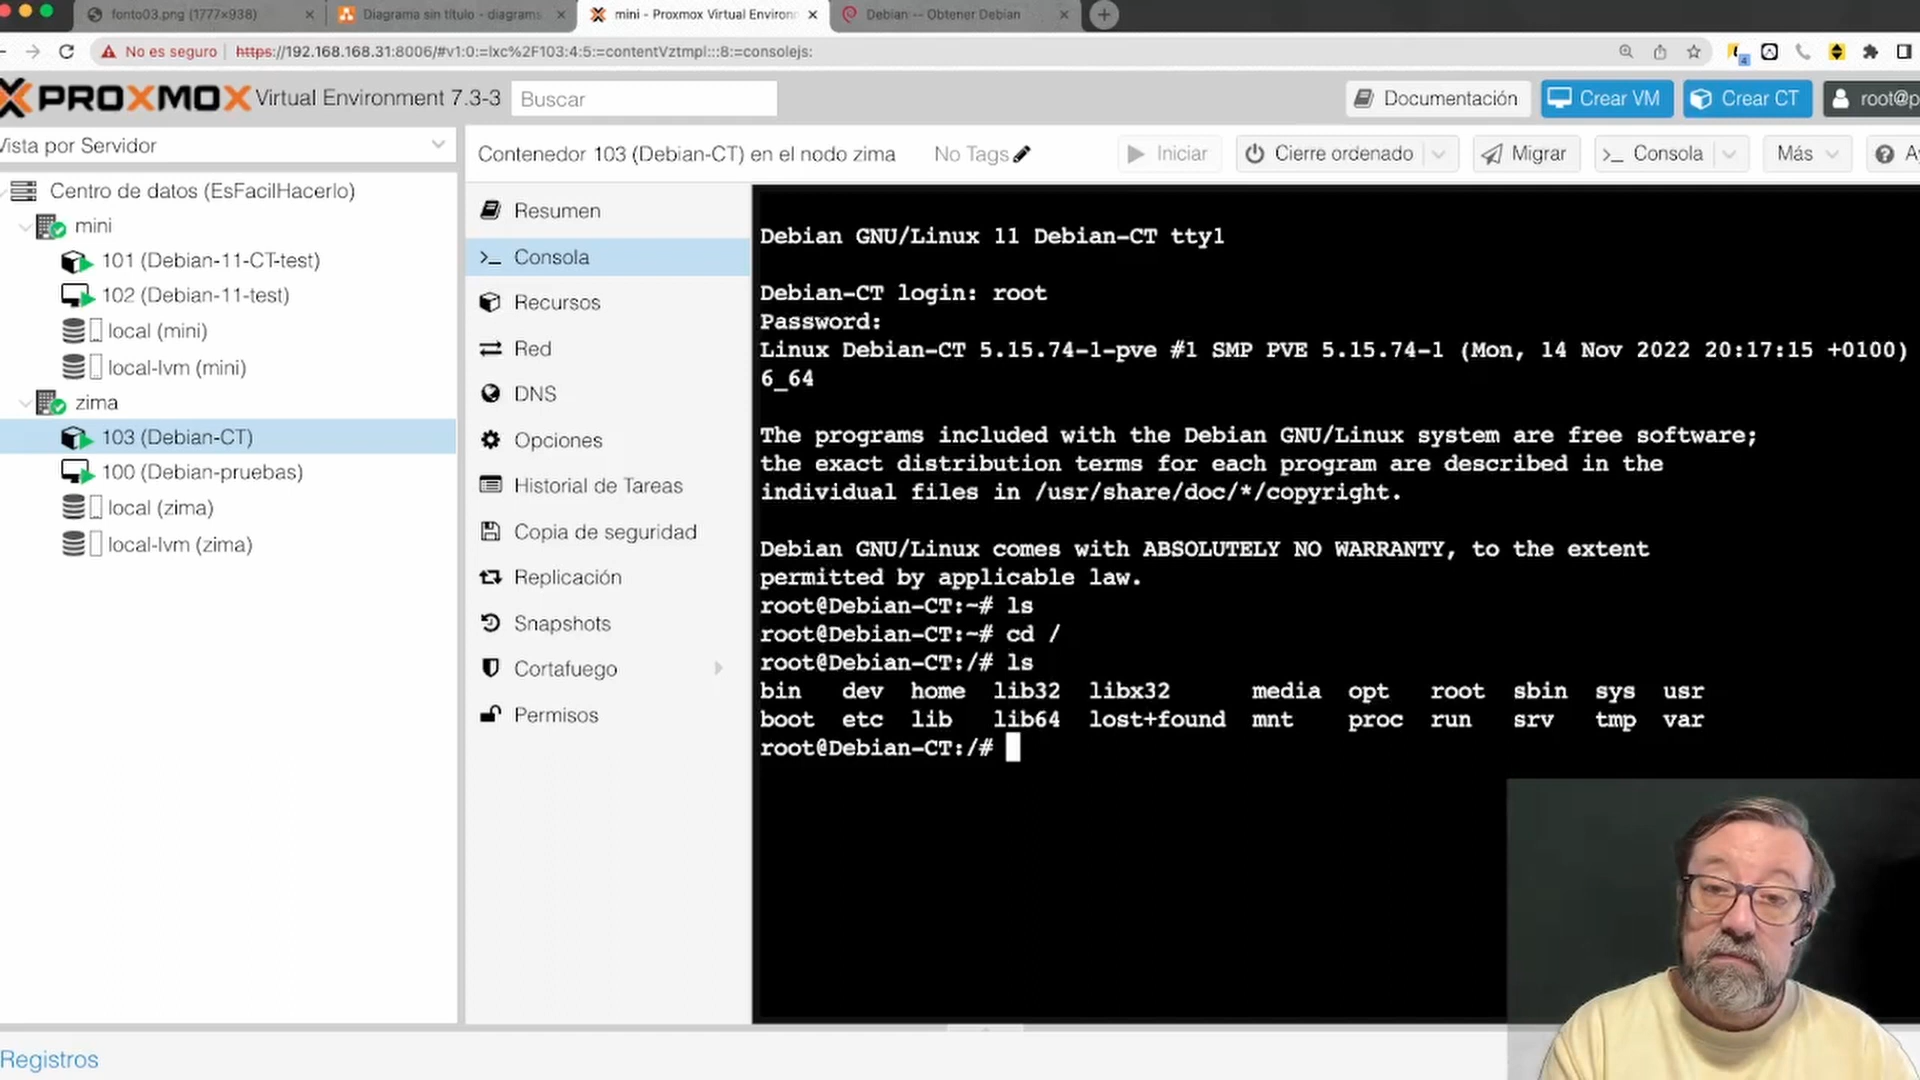 fonto03.png (1777×938)
Diagrama sin título - diagrams
mini - Proxmox Virtual Environ
Debian -- Obtener Debian
No es seguro
https://192.168.168.31:8006/#v1:0:=lxc%2F103:4:5:=contentVztmpl:::8:=consolejs:
4
PROXMOX Virtual Environment 7.3-3
Buscar
Documentación
Crear VM
Crear CT
root@p
Vista por Servidor
Contenedor 103 (Debian-CT) en el nodo zima
No Tags
Iniciar
Cierre ordenado
Migrar
Consola
Más
Ay
Centro de datos (EsFacilHacerlo)
mini
101 (Debian-11-CT-test)
102 (Debian-11-test)
local (mini)
local-lvm (mini)
zima
103 (Debian-CT)
100 (Debian-pruebas)
local (zima)
local-lvm (zima)
Resumen
Consola
Recursos
Red
DNS
Opciones
Historial de Tareas
Copia de seguridad
Replicación
Snapshots
Cortafuego
Permisos
Debian GNU/Linux 11 Debian-CT tty1
Debian-CT login: root
Password:
Linux Debian-CT 5.15.74-1-pve #1 SMP PVE 5.15.74-1 (Mon, 14 Nov 2022 20:17:15 +0100)
6_64
The programs included with the Debian GNU/Linux system are free software;
the exact distribution terms for each program are described in the
individual files in /usr/share/doc/*/copyright.
Debian GNU/Linux comes with ABSOLUTELY NO WARRANTY, to the extent
permitted by applicable law.
root@Debian-CT:~# ls
root@Debian-CT:~# cd /
root@Debian-CT:/# ls
bin dev home lib32 libx32 media opt root sbin sys usr
boot etc lib lib64 lost+found mnt proc run srv tmp var
root@Debian-CT:/#
Registros